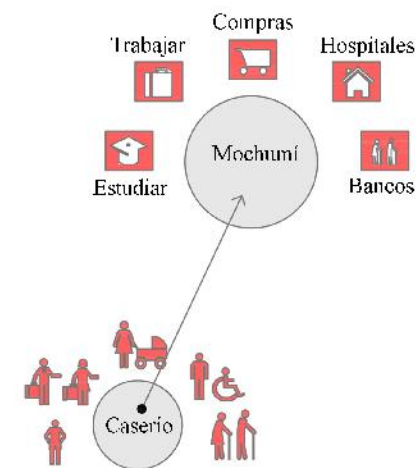 Compras
Trabajar
Hospitales
Mochumí
Estudiar
Bancos
Caserío